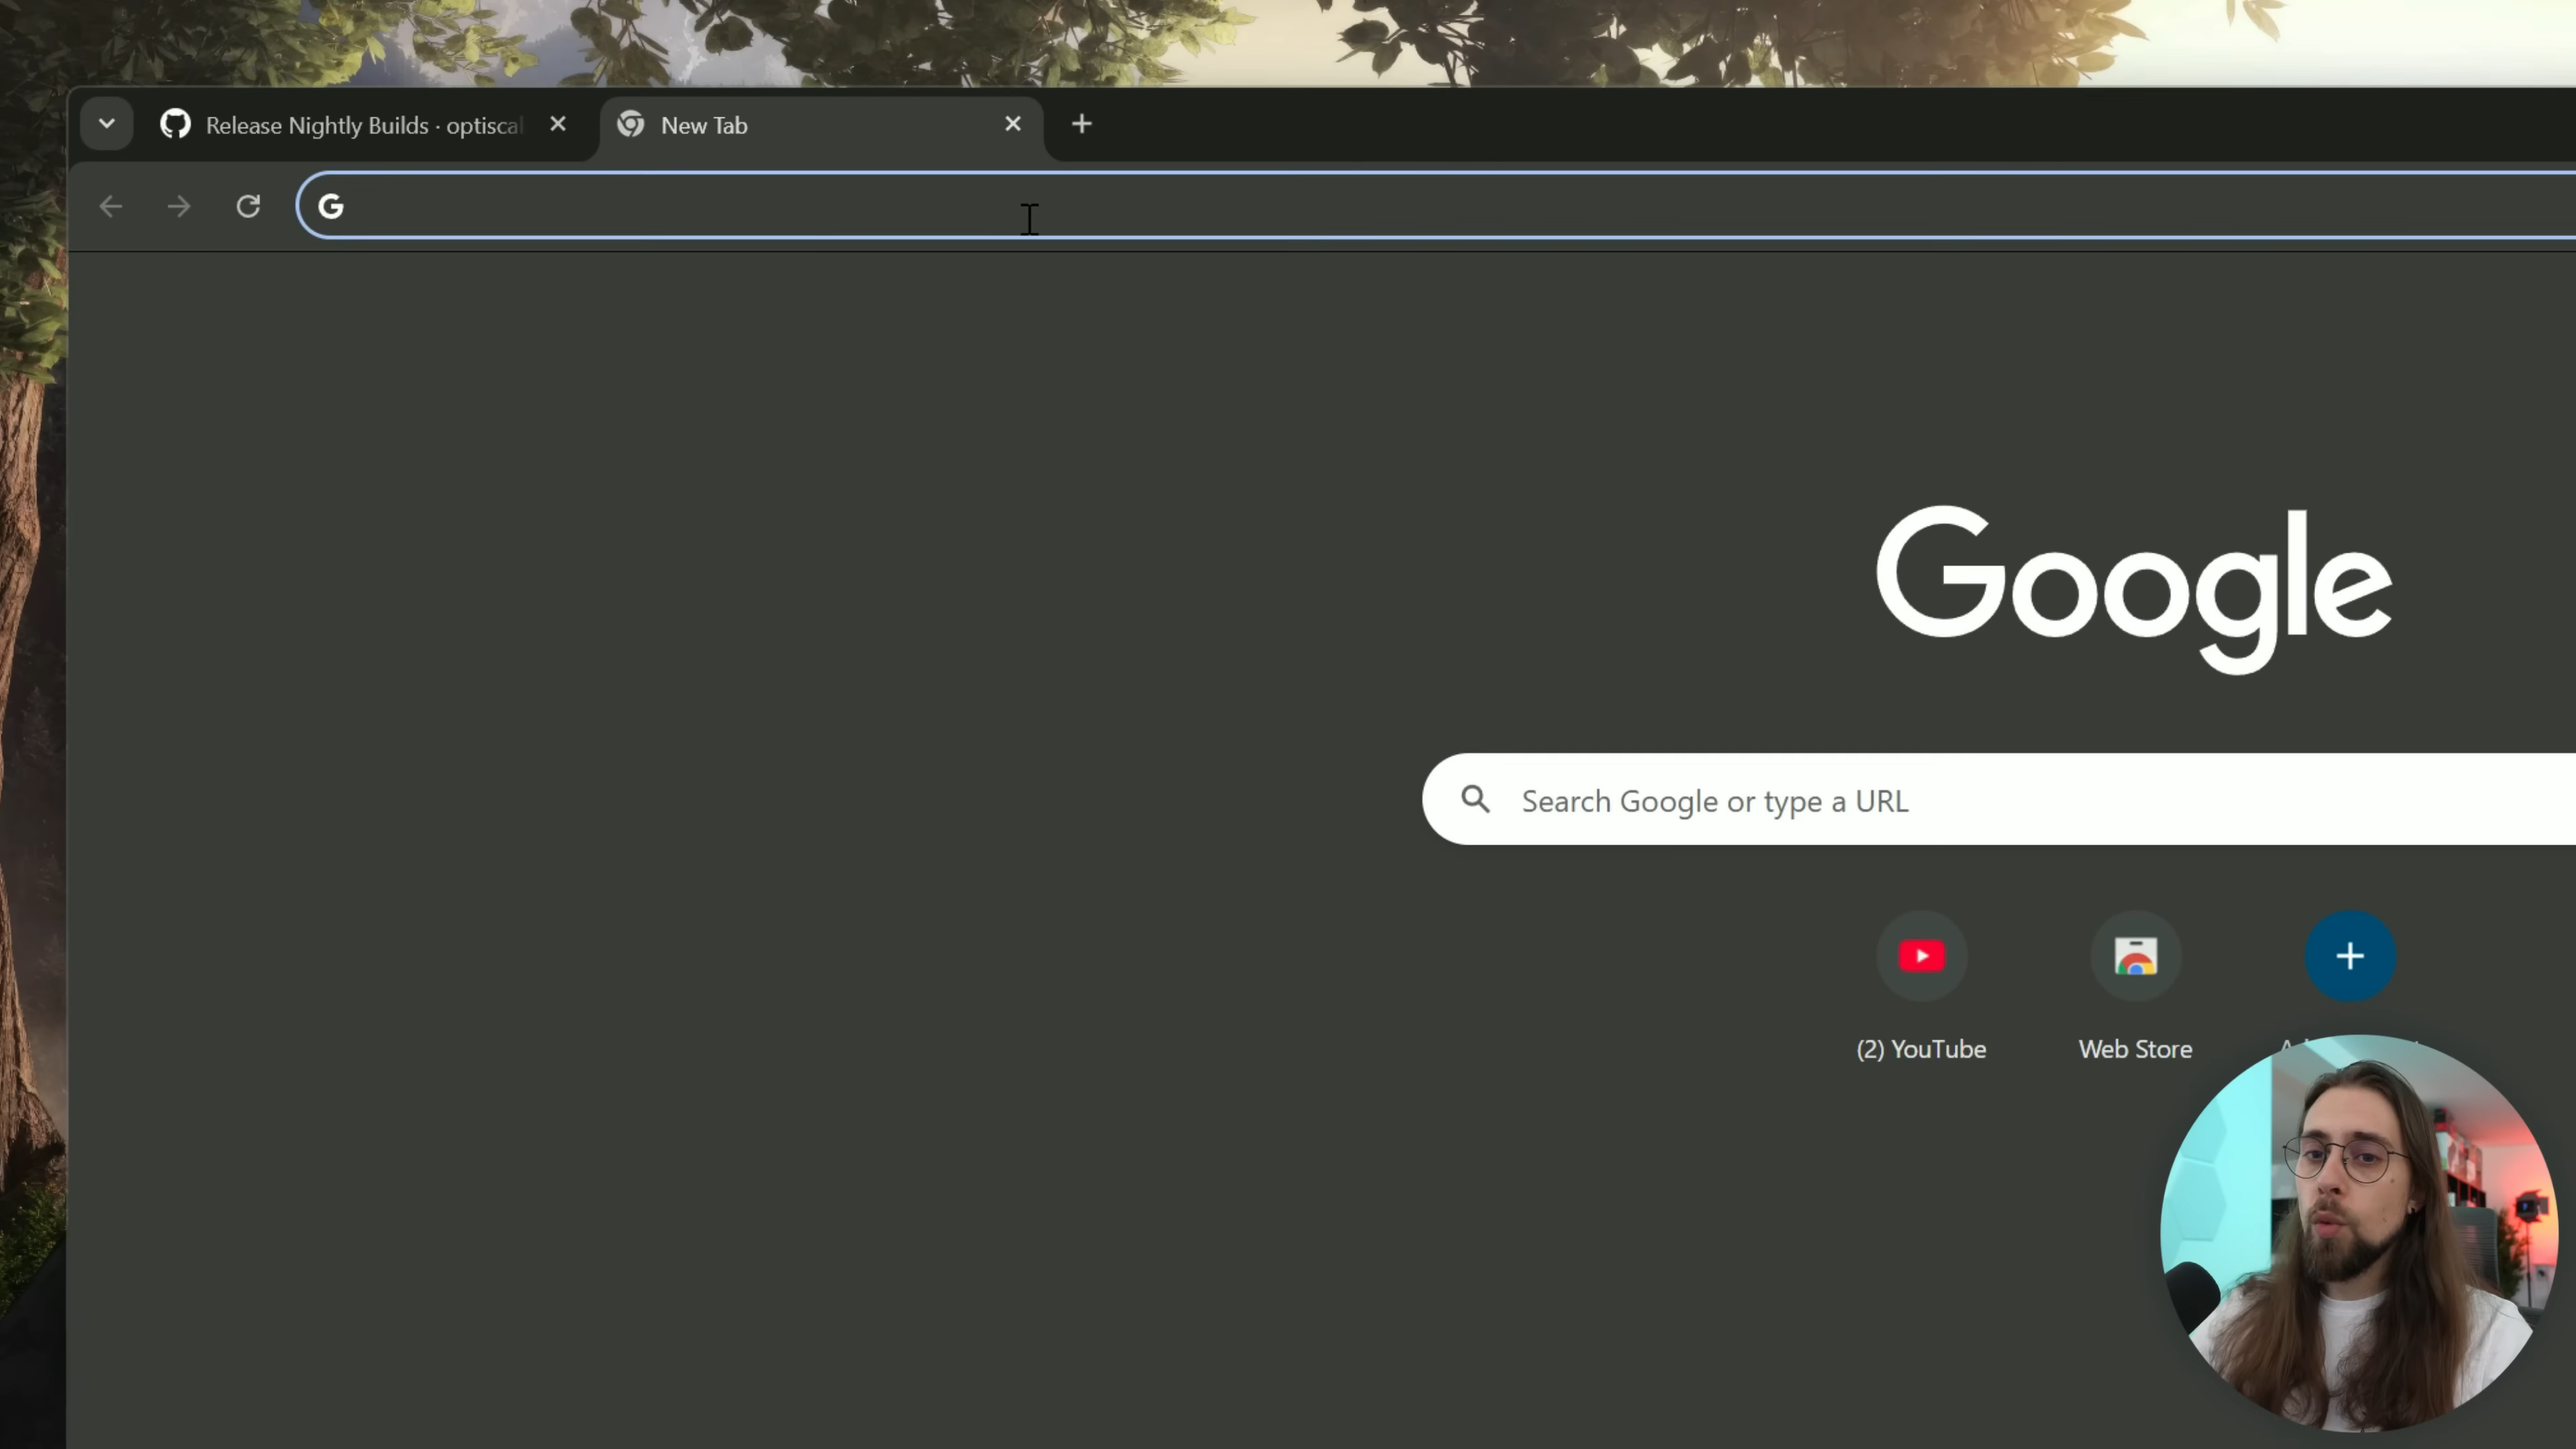 Release Nightly Builds · optiscal
New Tab
G
Google
Search Google or type a URL
(2) YouTube
Web Store